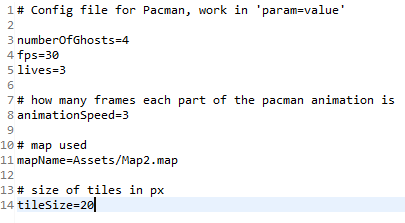 1 # Config file for Pacman, work in 'param=value'
2
3 numberOfGhosts=4
4 fps=30
5 lives=3
6
7 # how many frames each part of the pacman animation is
8 animationSpeed=3
9
10 # map used
11 mapName=Assets/Map2.map
12
13 # size of tiles in px
14 tileSize=20